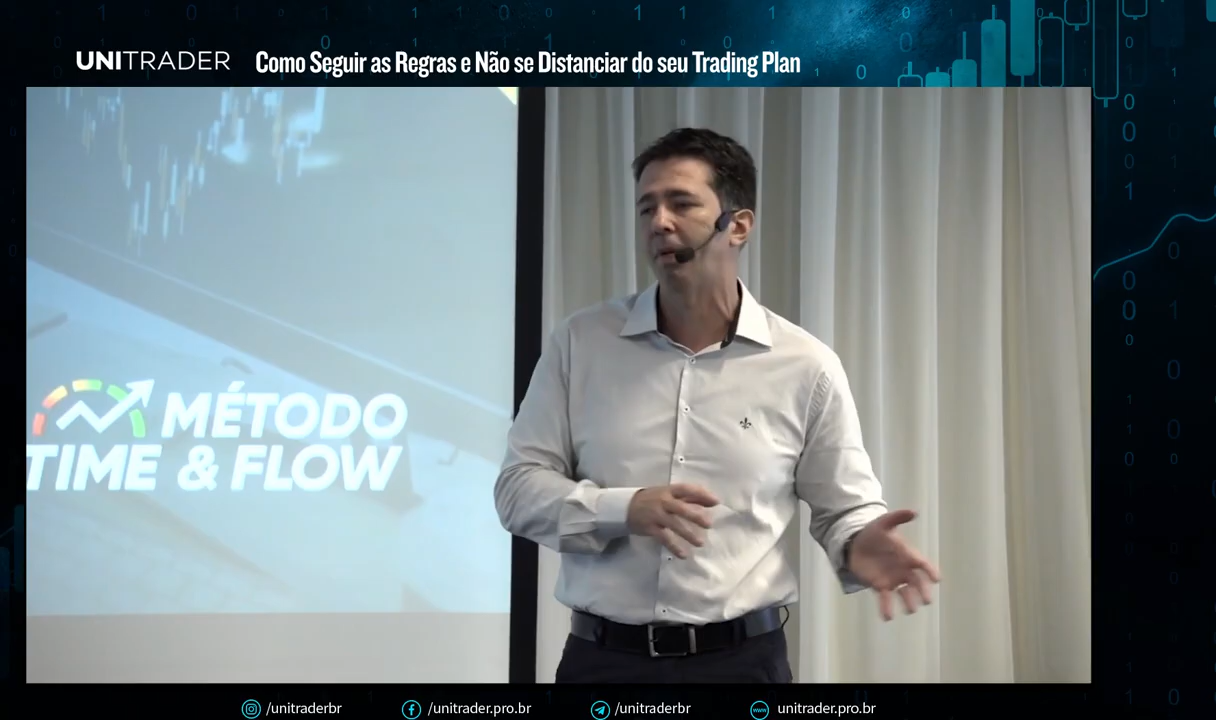 UNITRADER
Como Seguir as Regras e Não se Distanciar do seu Trading Plan
MÉTODO
TIME & FLOW
/unitraderbr
/unitrader.pro.br
/unitraderbr
www
unitrader.pro.br